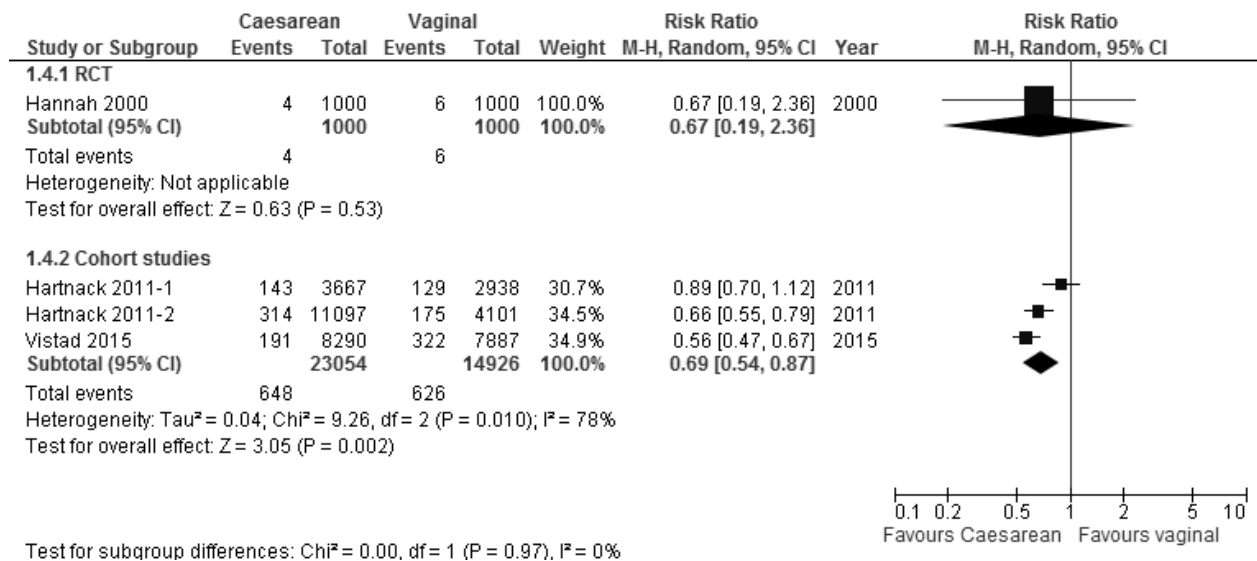 Caesarean Vaginal Risk Ratio Risk Ratio
Study or Subgroup Events Total Events Total Weight M-H, Random, 95% CI Year M-H, Random, 95% CI
1.4.1 RCT
Hannah 2000 4 1000 6 1000 100.0% 0.67 [0.19, 2.36] 2000
Subtotal (95% CI) 1000 1000 100.0% 0.67 [0.19, 2.36]
Total events 4 6
Heterogeneity: Not applicable
Test for overall effect: Z = 0.63 (P = 0.53)
1.4.2 Cohort studies
Hartnack 2011-1 143 3667 129 2938 30.7% 0.89 [0.70, 1.12] 2011
Hartnack 2011-2 314 11097 175 4101 34.5% 0.66 [0.55, 0.79] 2011
Vistad 2015 191 8290 322 7887 34.9% 0.56 [0.47, 0.67] 2015
Subtotal (95% CI) 23054 14926 100.0% 0.69 [0.54, 0.87]
Total events 648 626
Heterogeneity: Tau² = 0.04; Chi² = 9.26, df = 2 (P = 0.010); I² = 78%
Test for overall effect: Z = 3.05 (P = 0.002)
0.1 0.2 0.5 1 2 5 10
Favours Caesarean Favours vaginal
Test for subgroup differences: Chi² = 0.00, df = 1 (P = 0.97), I² = 0%